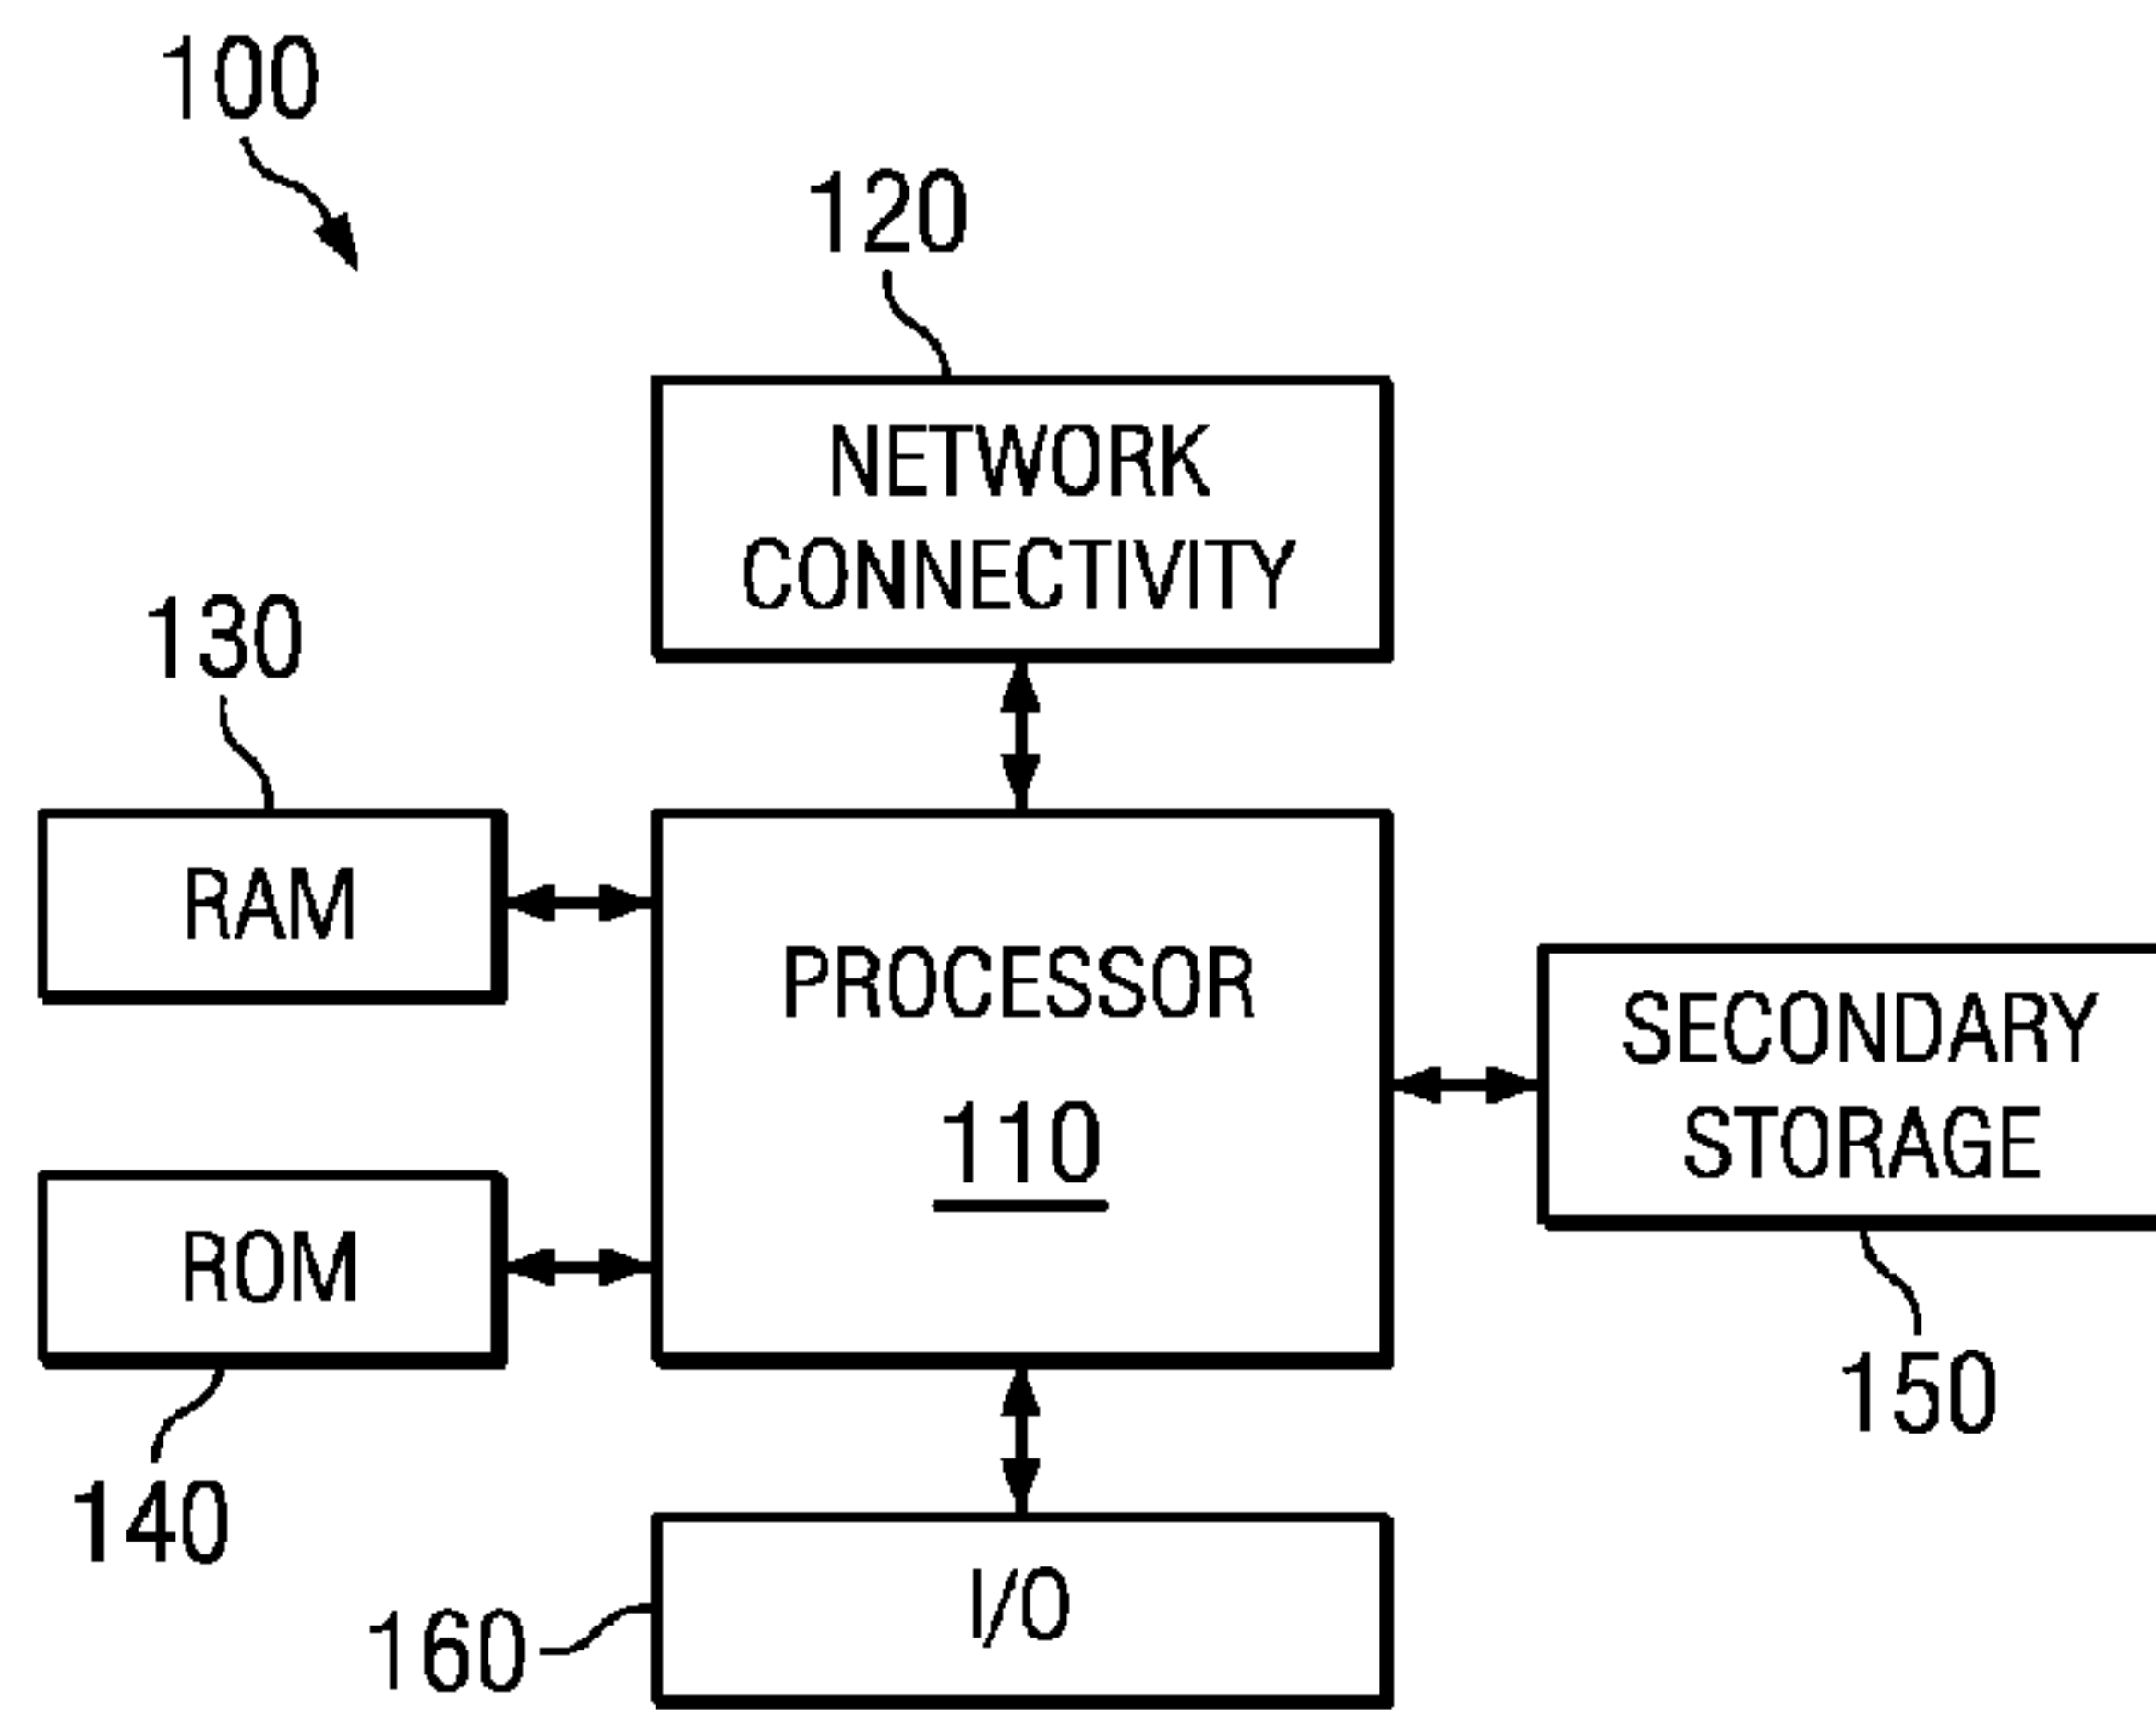 100
120
NETWORK
CONNECTIVITY
130
RAM
PROCESSOR
110
SECONDARY
STORAGE
ROM
150
140
I/O
160